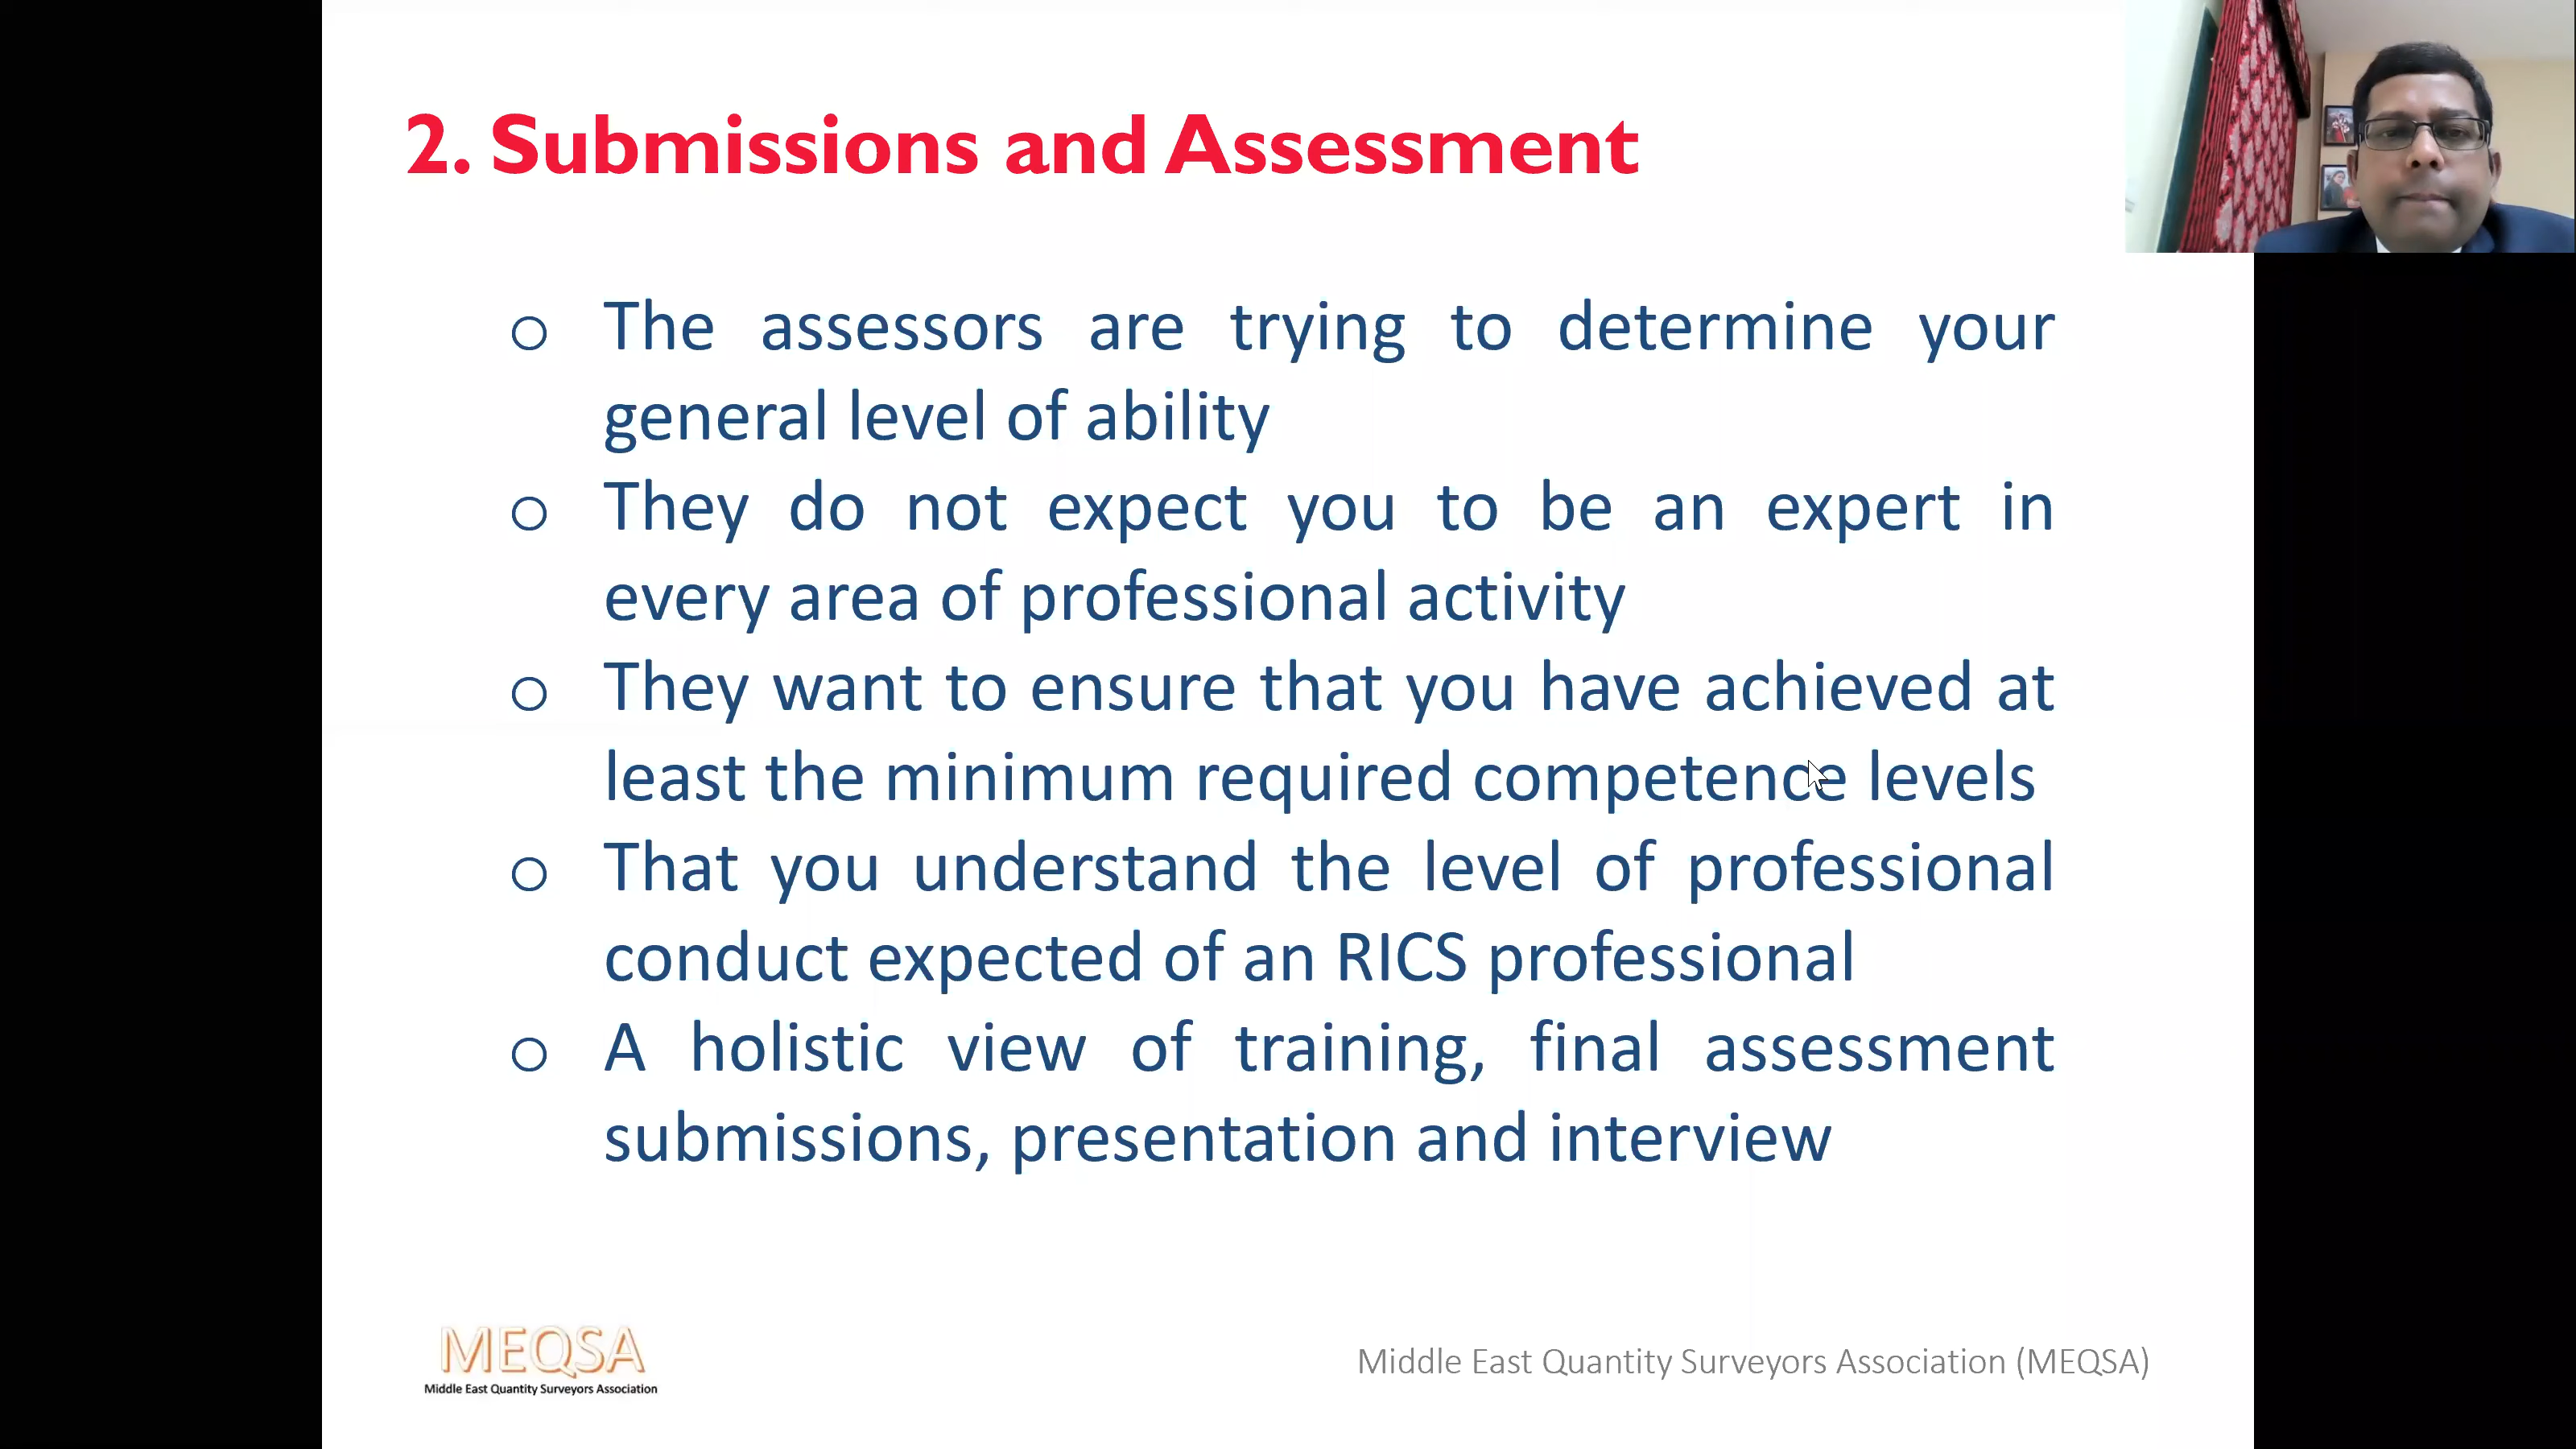 2. Submissions and Assessment
o The assessors are trying to determine your
general level of ability
o They do not expect you to be an expert in
every area of professional activity
o They want to ensure that you have achieved at
least the minimum required competence levels
o That you understand the level of professional
conduct expected of an RICS professional
o A holistic view of training, final assessment
submissions, presentation and interview
MEQSA
Middle East Quantity Surveyors Association
Middle East Quantity Surveyors Association (MEQSA)